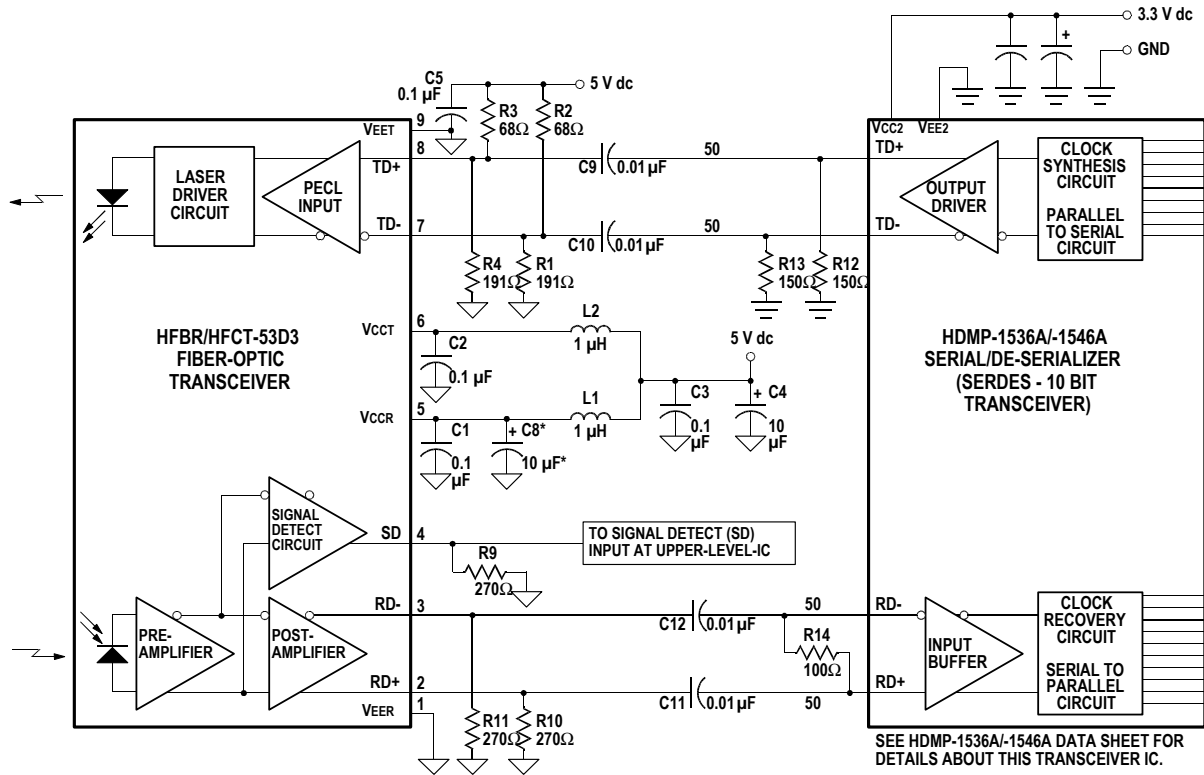 3.3 V dc
GND
C5
0.1 µF
5 V dc
R3
68Ω
R2
68Ω
9
VEET
VCC2
VEE2
8
TD+
C9
0.01 µF
50
TD+
LASER
DRIVER
CIRCUIT
PECL
INPUT
OUTPUT
DRIVER
CLOCK
SYNTHESIS
CIRCUIT
PARALLEL
TO SERIAL
CIRCUIT
TD-
7
C10
0.01 µF
50
TD-
R4
191Ω
R1
191Ω
R13
150Ω
R12
150Ω
HFBR/HFCT-53D3
FIBER-OPTIC
TRANSCEIVER
VCCT
6
L2
1 µH
C2
0.1 µF
5 V dc
HDMP-1536A/-1546A
SERIAL/DE-SERIALIZER
(SERDES - 10 BIT
TRANSCEIVER)
VCCR
5
L1
1 µH
C3
0.1
µF
+ C4
10
µF
C1
0.1
µF
+ C8*
10 µF*
SIGNAL
DETECT
CIRCUIT
SD
4
TO SIGNAL DETECT (SD)
INPUT AT UPPER-LEVEL-IC
R9
270Ω
RD-
3
C12
0.01 µF
50
RD-
PRE-
AMPLIFIER
POST-
AMPLIFIER
R14
100Ω
INPUT
BUFFER
CLOCK
RECOVERY
CIRCUIT
SERIAL TO
PARALLEL
CIRCUIT
RD+
2
C11
0.01 µF
50
RD+
VEER
1
R11
270Ω
R10
270Ω
SEE HDMP-1536A/-1546A DATA SHEET FOR
DETAILS ABOUT THIS TRANSCEIVER IC.